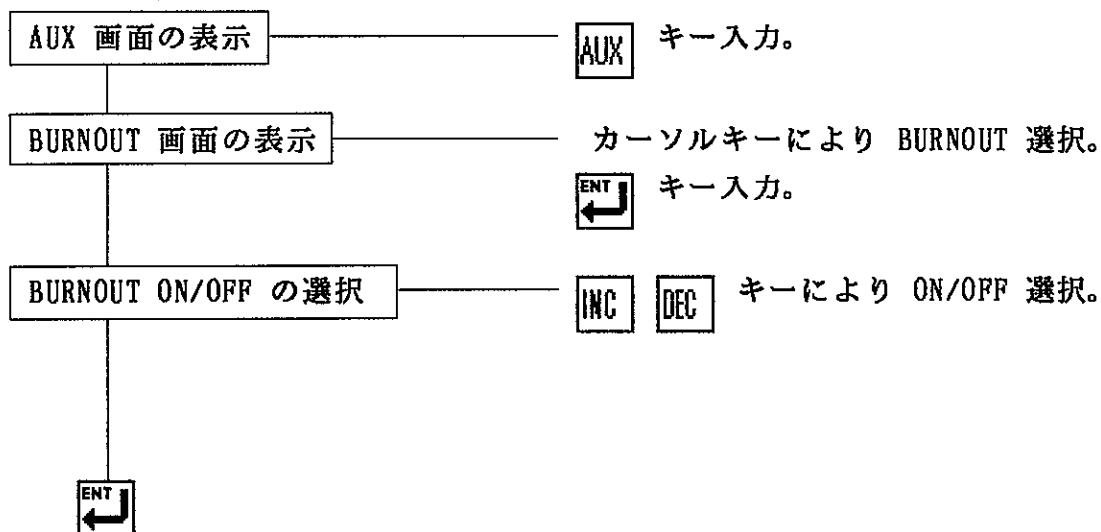 AUX 画面の表示
AUX キー入力。
BURNOUT 画面の表示
カーソルキーにより BURNOUT 選択。
ENT キー入力。
BURNOUT ON/OFF の選択
INC DEC キーにより ON/OFF 選択。
ENT